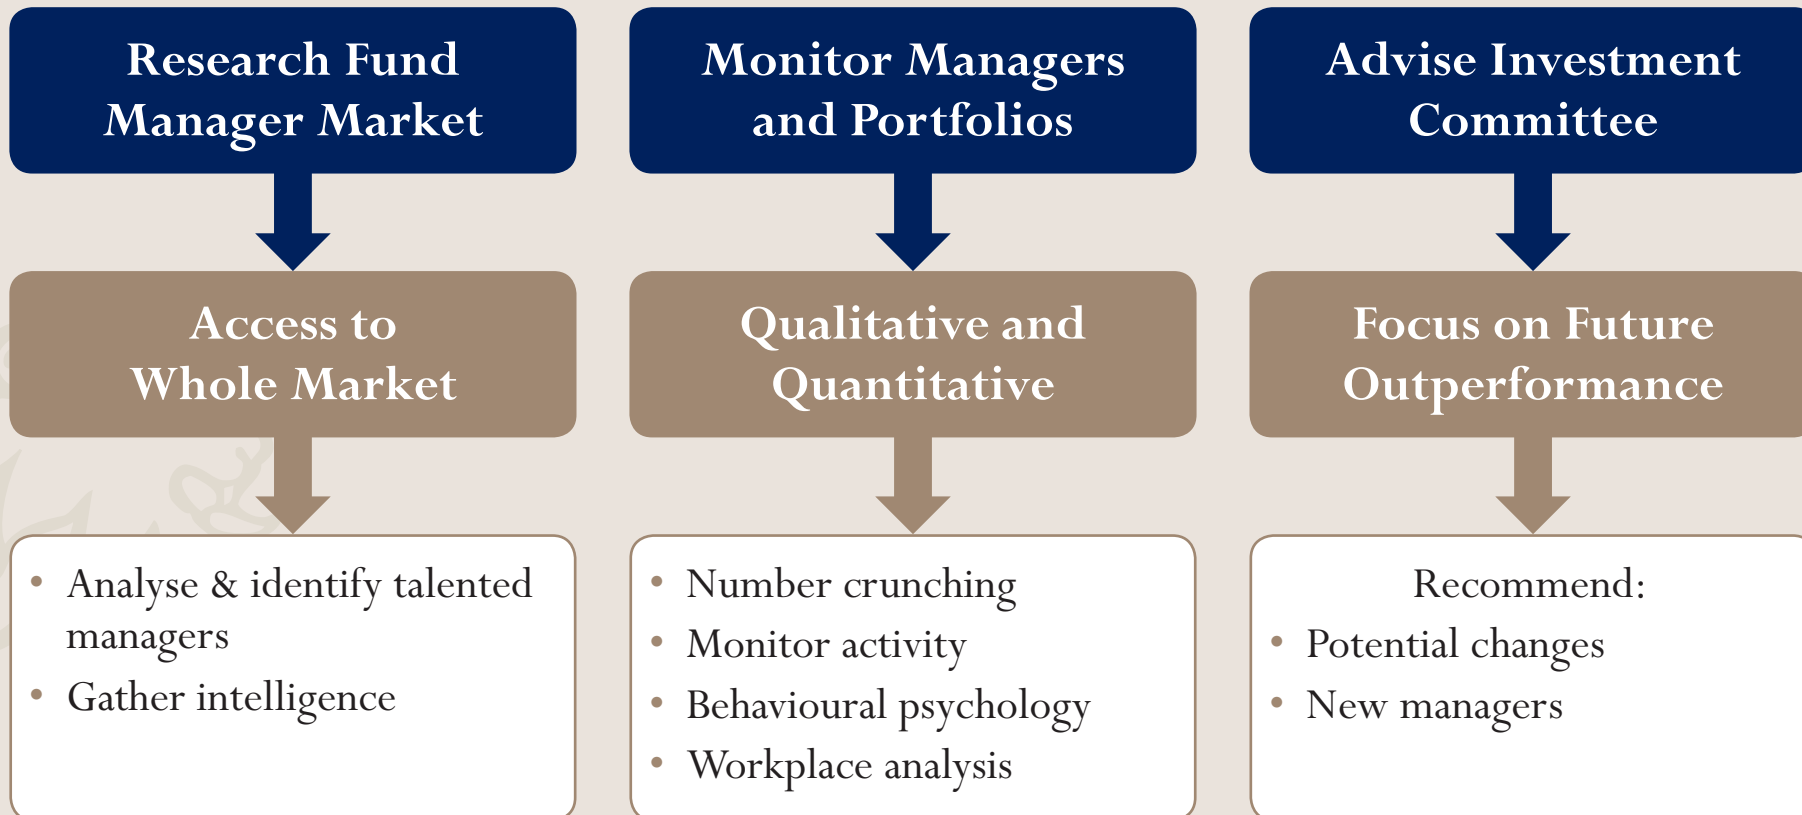 Research Fund
Manager Market
Access to
Whole Market
• Analyse & identify talented
managers
• Gather intelligence
Monitor Managers
and Portfolios
Qualitative and
Quantitative
• Number crunching
• Monitor activity
• Behavioural psychology
• Workplace analysis
Advise Investment
Committee
Focus on Future
Outperformance
Recommend:
• Potential changes
• New managers